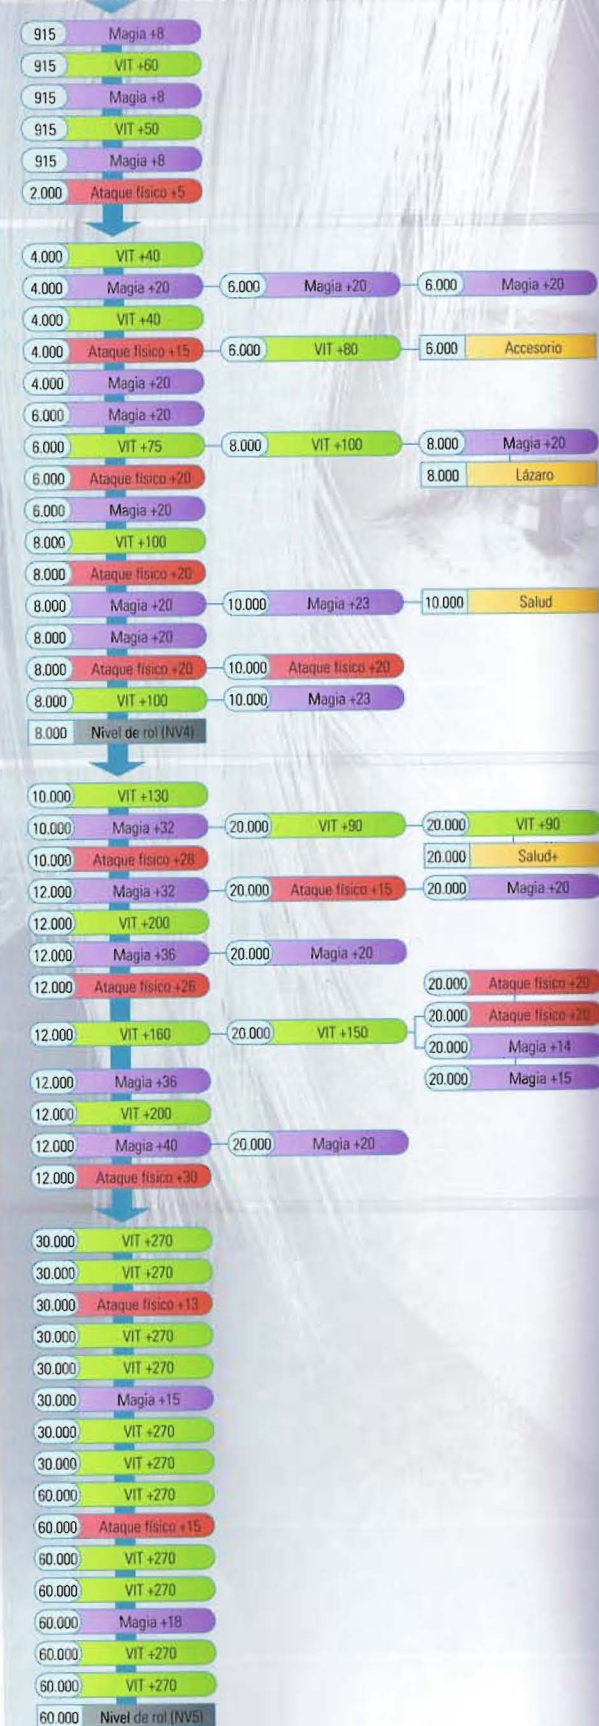 915 Magia +8
915 VIT +60
915 Magia +8
915 VIT +50
915 Magia +8
2.000 Ataque físico +5
4.000 VIT +40
4.000 Magia +20 6.000 Magia +20 6.000 Magia +20
4.000 VIT +40
4.000 Ataque físico +15 6.000 VIT +80 6.000 Accesorio
4.000 Magia +20
6.000 Magia +20
6.000 VIT +75 8.000 VIT +100 8.000 Magia +20
6.000 Ataque físico +20 8.000 Lázaro
6.000 Magia +20
8.000 VIT +100
8.000 Ataque físico +20
8.000 Magia +20 10.000 Magia +23 10.000 Salud
8.000 Magia +20
8.000 Ataque físico +20 10.000 Ataque físico +20
8.000 VIT +100 10.000 Magia +23
8.000 Nivel de rol (NV4)
10.000 VIT +130
10.000 Magia +32 20.000 VIT +90 20.000 VIT +90
10.000 Ataque físico +28 20.000 Salud+
12.000 Magia +32 20.000 Ataque físico +15 20.000 Magia +20
12.000 VIT +200
12.000 Magia +36 20.000 Magia +20
12.000 Ataque físico +26 20.000 Ataque físico +20
20.000 Ataque físico +20
12.000 VIT +160 20.000 VIT +150
20.000 Magia +14
12.000 Magia +36 20.000 Magia +15
12.000 VIT +200
12.000 Magia +40 20.000 Magia +20
12.000 Ataque físico +30
30.000 VIT +270
30.000 VIT +270
30.000 Ataque físico +13
30.000 VIT +270
30.000 VIT +270
30.000 Magia +15
30.000 VIT +270
30.000 VIT +270
60.000 VIT +270
60.000 Ataque físico +15
60.000 VIT +270
60.000 VIT +270
60.000 Magia +18
60.000 VIT +270
60.000 VIT +270
60.000 Nivel de rol (NV5)